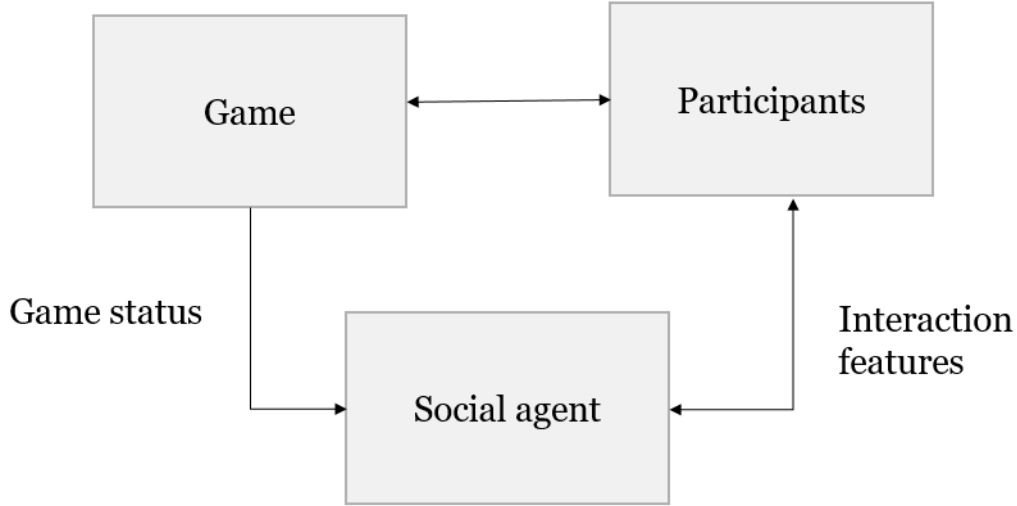 Game
Participants
Game status
Interaction
features
Social agent